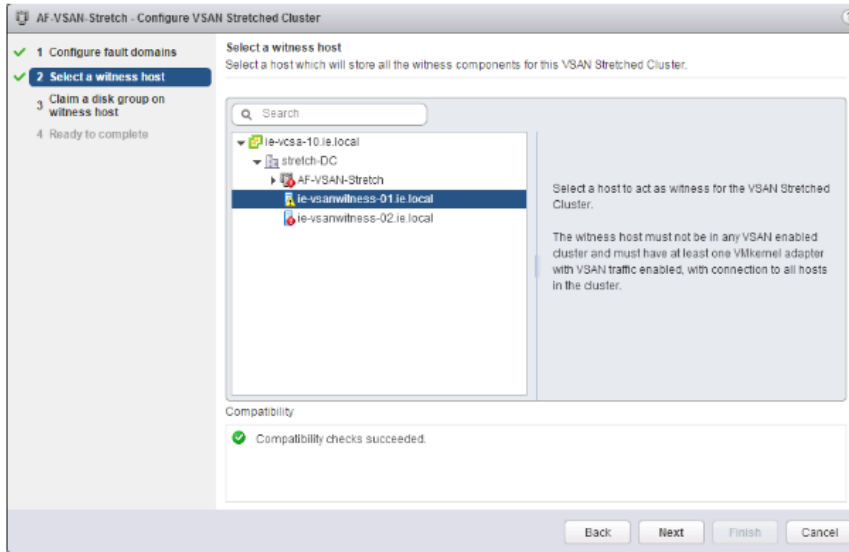 AF-VSAN-Stretch - Configure VSAN Stretched Cluster
1 Configure fault domains
2 Select a witness host
3 Claim a disk group on
witness host
4 Ready to complete
Select a witness host
Select a host which will store all the witness components for this VSAN Stretched Cluster.
Search
ie-vcsa-10.ie.local
stretch-DC
AF-VSAN-Stretch
ie-vsanwitness-01.ie.local
ie-vsanwitness-02.ie.local
Select a host to act as witness for the VSAN Stretched
Cluster.
The witness host must not be in any VSAN enabled
cluster and must have at least one VMkernel adapter
with VSAN traffic enabled, with connection to all hosts
in the cluster.
Compatibility
Compatibility checks succeeded.
Back
Next
Finish
Cancel